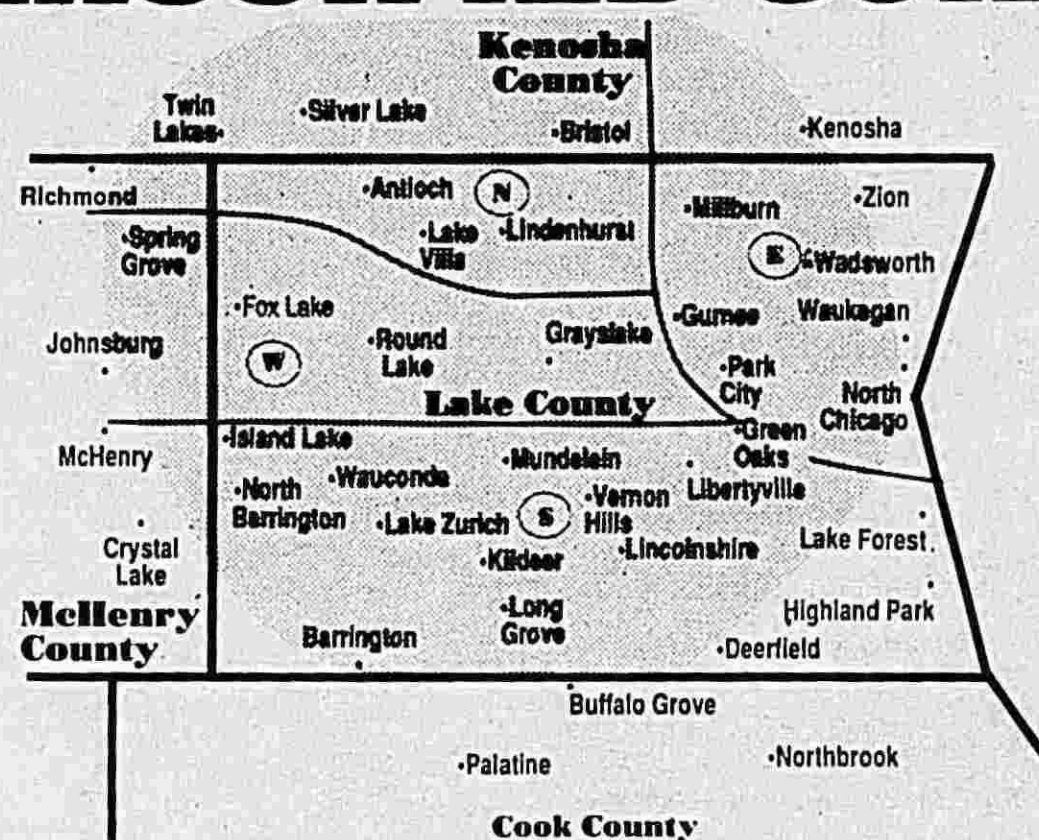 Kenosha
County
Twin
Lakes
Silver Lake
Bristol
Kenosha
Richmond
Antioch
N
Millburn
Zion
Spring
Grove
Lake
Villa
Lindenhurst
E
Wadsworth
Fox Lake
Gurnee
Waukegan
Johnsburg
W
Round
Lake
Grayslake
Park
City
North
Chicago
Lake County
McHenry
Island Lake
Green
Oaks
Mundelein
North
Barrington
Wauconda
Vernon
Hills
Libertyville
Lake Zurich
S
Crystal
Lake
Kildeer
Lincolnshire
Lake Forest
McHenry
County
Long
Grove
Highland Park
Barrington
Deerfield
Buffalo Grove
Palatine
Northbrook
Cook County